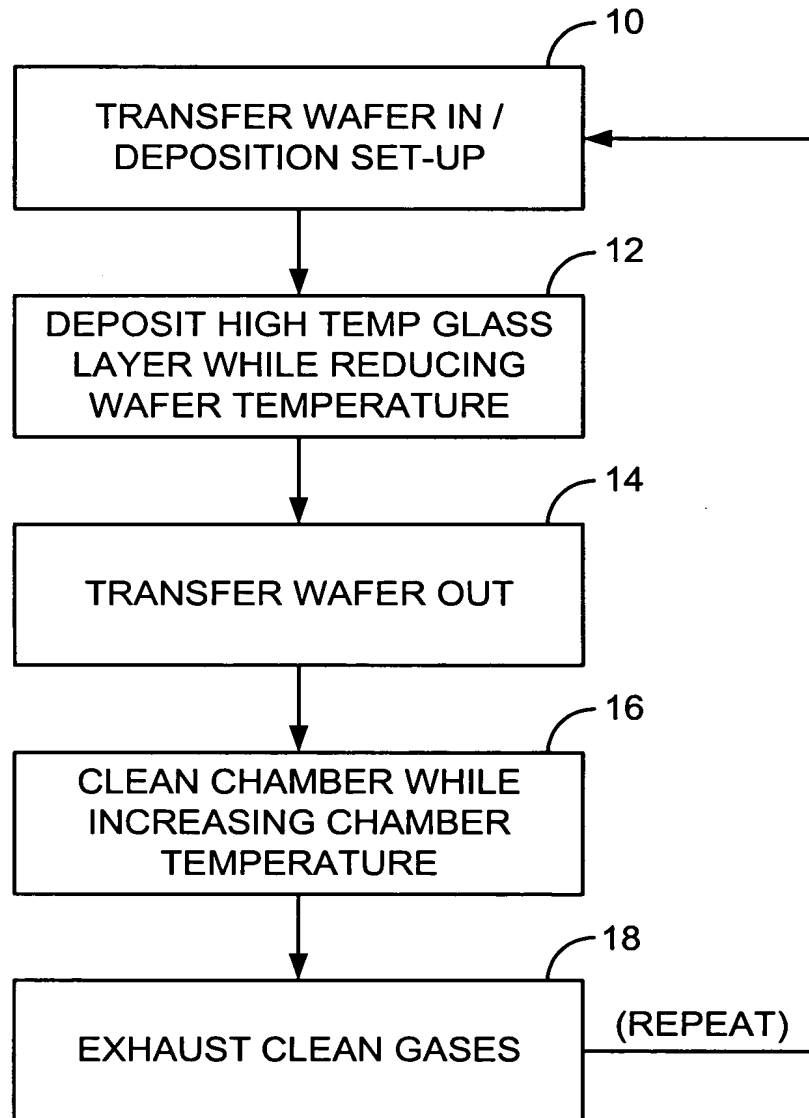 10
TRANSFER WAFER IN /
DEPOSITION SET-UP
12
DEPOSIT HIGH TEMP GLASS
LAYER WHILE REDUCING
WAFER TEMPERATURE
14
TRANSFER WAFER OUT
16
CLEAN CHAMBER WHILE
INCREASING CHAMBER
TEMPERATURE
18
EXHAUST CLEAN GASES
(REPEAT)